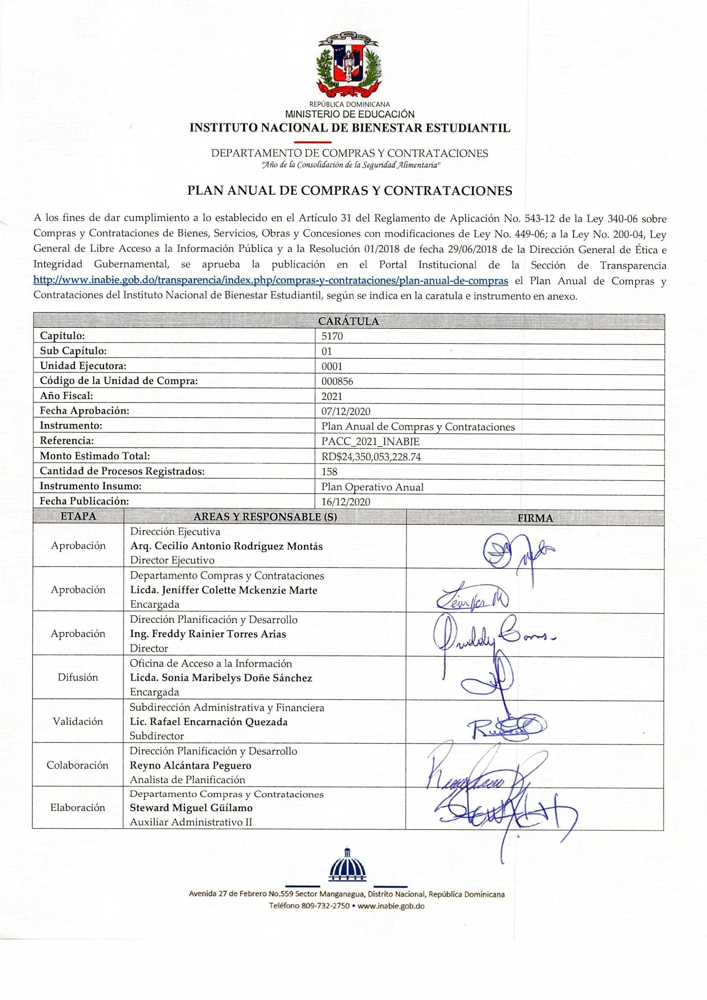 REPÚBLICA DOMINICANA
MINISTERIO DE EDUCACIÓN
INSTITUTO NACIONAL DE BIENESTAR ESTUDIANTIL
DEPARTAMENTO DE COMPRAS Y CONTRATACIONES
"Año de la Consolidación de la Seguridad Alimentaria"
PLAN ANUAL DE COMPRAS Y CONTRATACIONES
A los fines de dar cumplimiento a lo establecido en el Artículo 31 del Reglamento de Aplicación No. 543-12 de la Ley 340-06 sobre
Compras y Contrataciones de Bienes, Servicios, Obras y Concesiones con modificaciones de Ley No. 449-06; a la Ley No. 200-04, Ley
General de Libre Acceso a la Información Pública y a la Resolución 01/2018 de fecha 29/06/2018 de la Dirección General de Ética e
Integridad Gubernamental, se aprueba la publicación en el Portal Institucional de la Sección de Transparencia
http://www.inabie.gob.do/transparencia/index.php/compras-y-contrataciones/plan-anual-de-compras el Plan Anual de Compras y
Contrataciones del Instituto Nacional de Bienestar Estudiantil, según se indica en la caratula e instrumento en anexo.
CARÁTULA
Capitulo: 5170
Sub Capítulo: 01
Unidad Ejecutora: 0001
Código de la Unidad de Compra: 000856
Año Fiscal: 2021
Fecha Aprobación: 07/12/2020
Instrumento: Plan Anual de Compras y Contrataciones
Referencia: PACC_2021_INABIE
Monto Estimado Total: RD$24,350,053,228.74
Cantidad de Procesos Registrados: 158
Instrumento Insumo: Plan Operativo Anual
Fecha Publicación: 16/12/2020
ETAPA AREAS Y RESPONSABLE (S) FIRMA
Dirección Ejecutiva
Aprobación Arq. Cecilio Antonio Rodríguez Montás
Director Ejecutivo
Departamento Compras y Contrataciones
Aprobación Licda. Jeniffer Colette Mckenzie Marte
Encargada
Dirección Planificación y Desarrollo
Aprobación Ing. Freddy Rainier Torres Arias
Director
Oficina de Acceso a la Información
Difusión Licda. Sonia Maribelys Doñe Sánchez
Encargada
Subdirección Administrativa y Financiera
Validación Lic. Rafael Encarnación Quezada
Subdirector
Dirección Planificación y Desarrollo
Colaboración Reyno Alcántara Peguero
Analista de Planificación
Departamento Compras y Contrataciones
Elaboración Steward Miguel Güílamo
Auxiliar Administrativo II
Avenida 27 de Febrero No.559 Sector Manganagua, Distrito Nacional, República Dominicana
Teléfono 809-732-2750 • www.inabie.gob.do